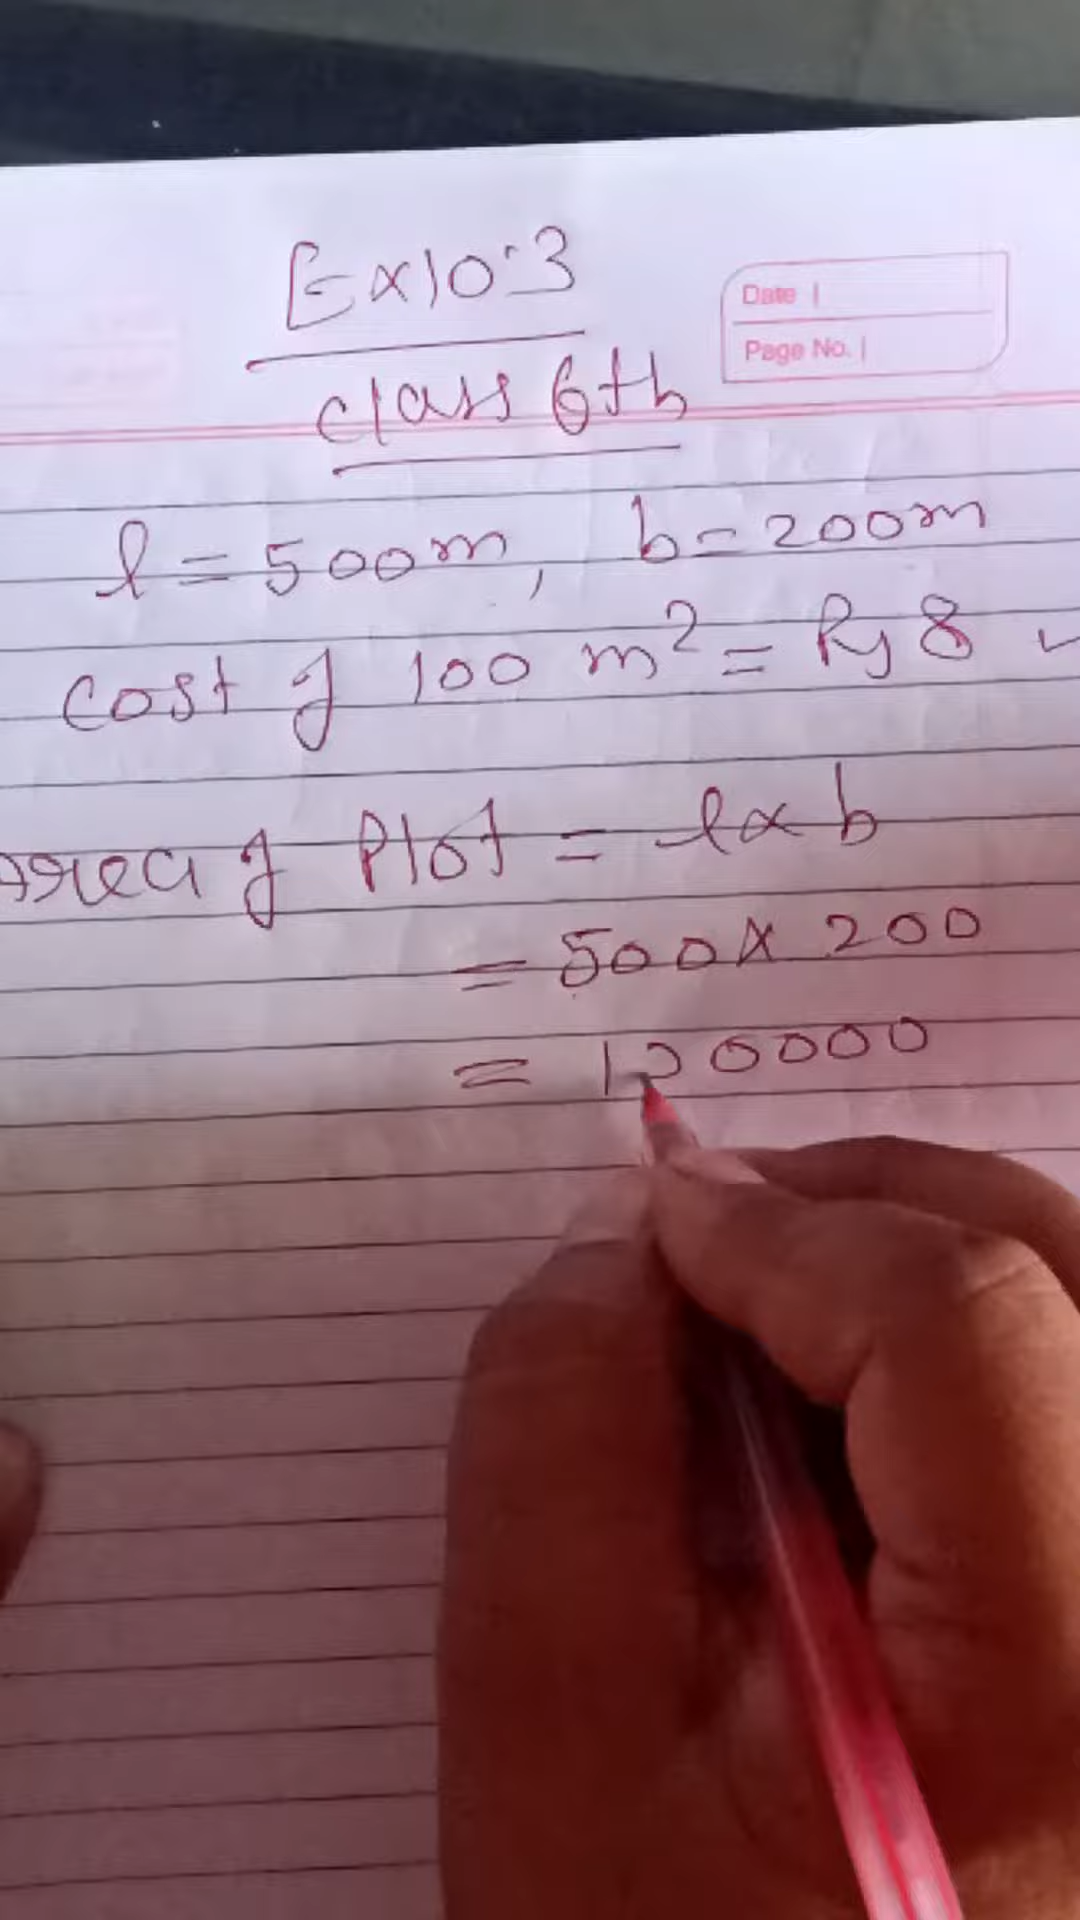 Ex 10.3
Date
Page No.
class 6th
l = 500m, b = 200m
cost of 100 m² = Rs 8
Area of Plot = l × b
= 500 × 200
= 100000